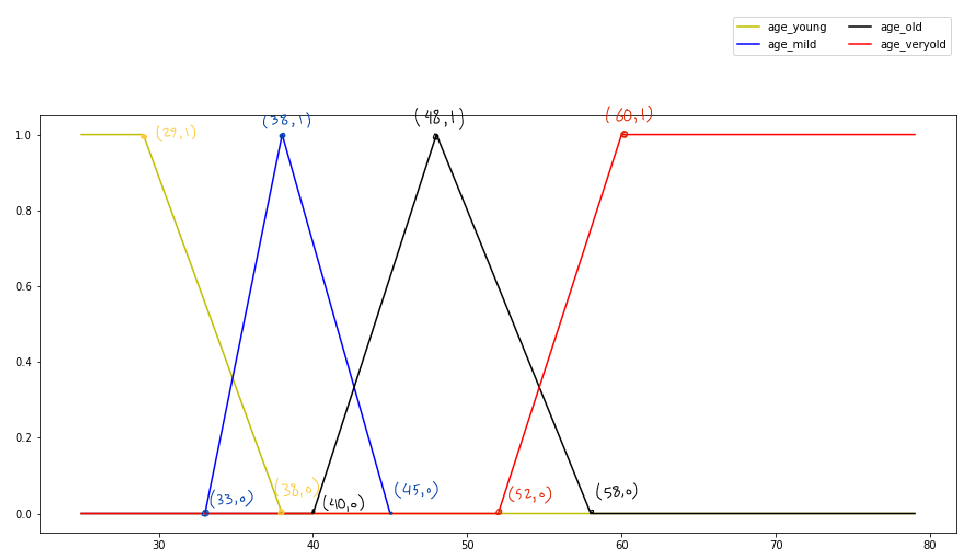 age_young age_old
age_mild age_veryold
(38,1) (48,1) (60,1)
1.0 (29,1)
0.8
0.6
0.4
0.2
(33,0) (38,0) (40,0) (45,0) (52,0) (58,0)
0.0
30 40 50 60 70 80